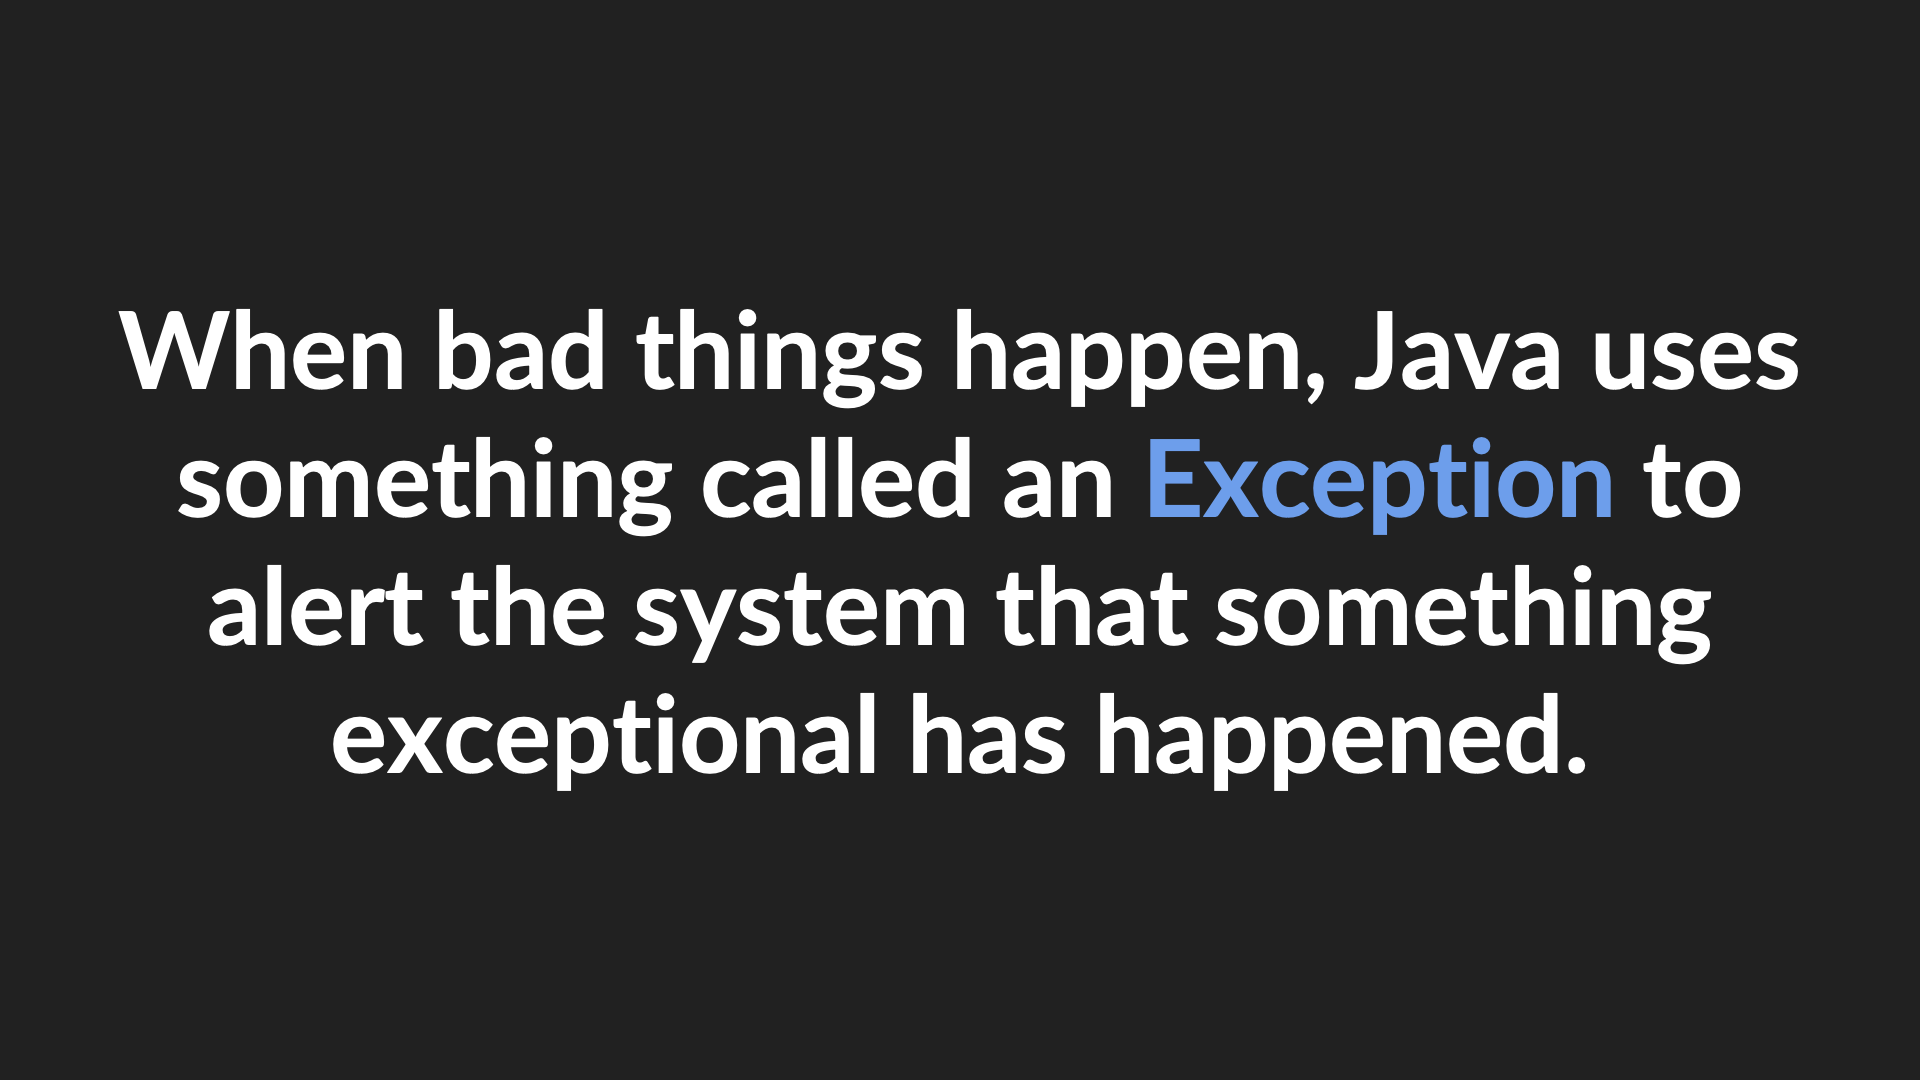 When bad things happen, Java uses
something called an Exception to
alert the system that something
exceptional has happened.